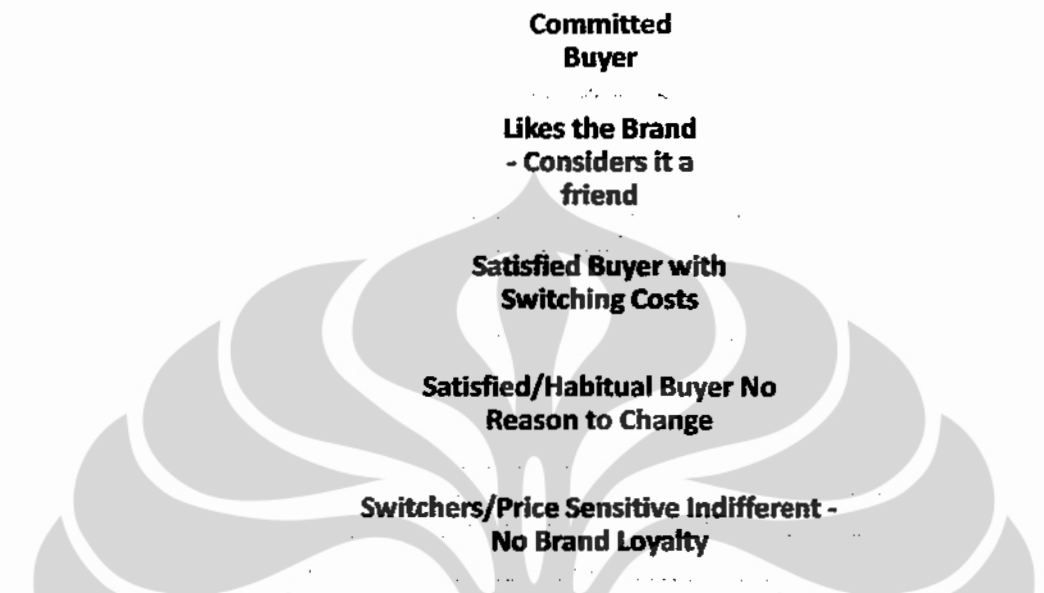 Committed
Buyer
Likes the Brand
- Considers it a
friend
Satisfied Buyer with
Switching Costs
Satisfied/Habitual Buyer No
Reason to Change
Switchers/Price Sensitive Indifferent -
No Brand Loyalty